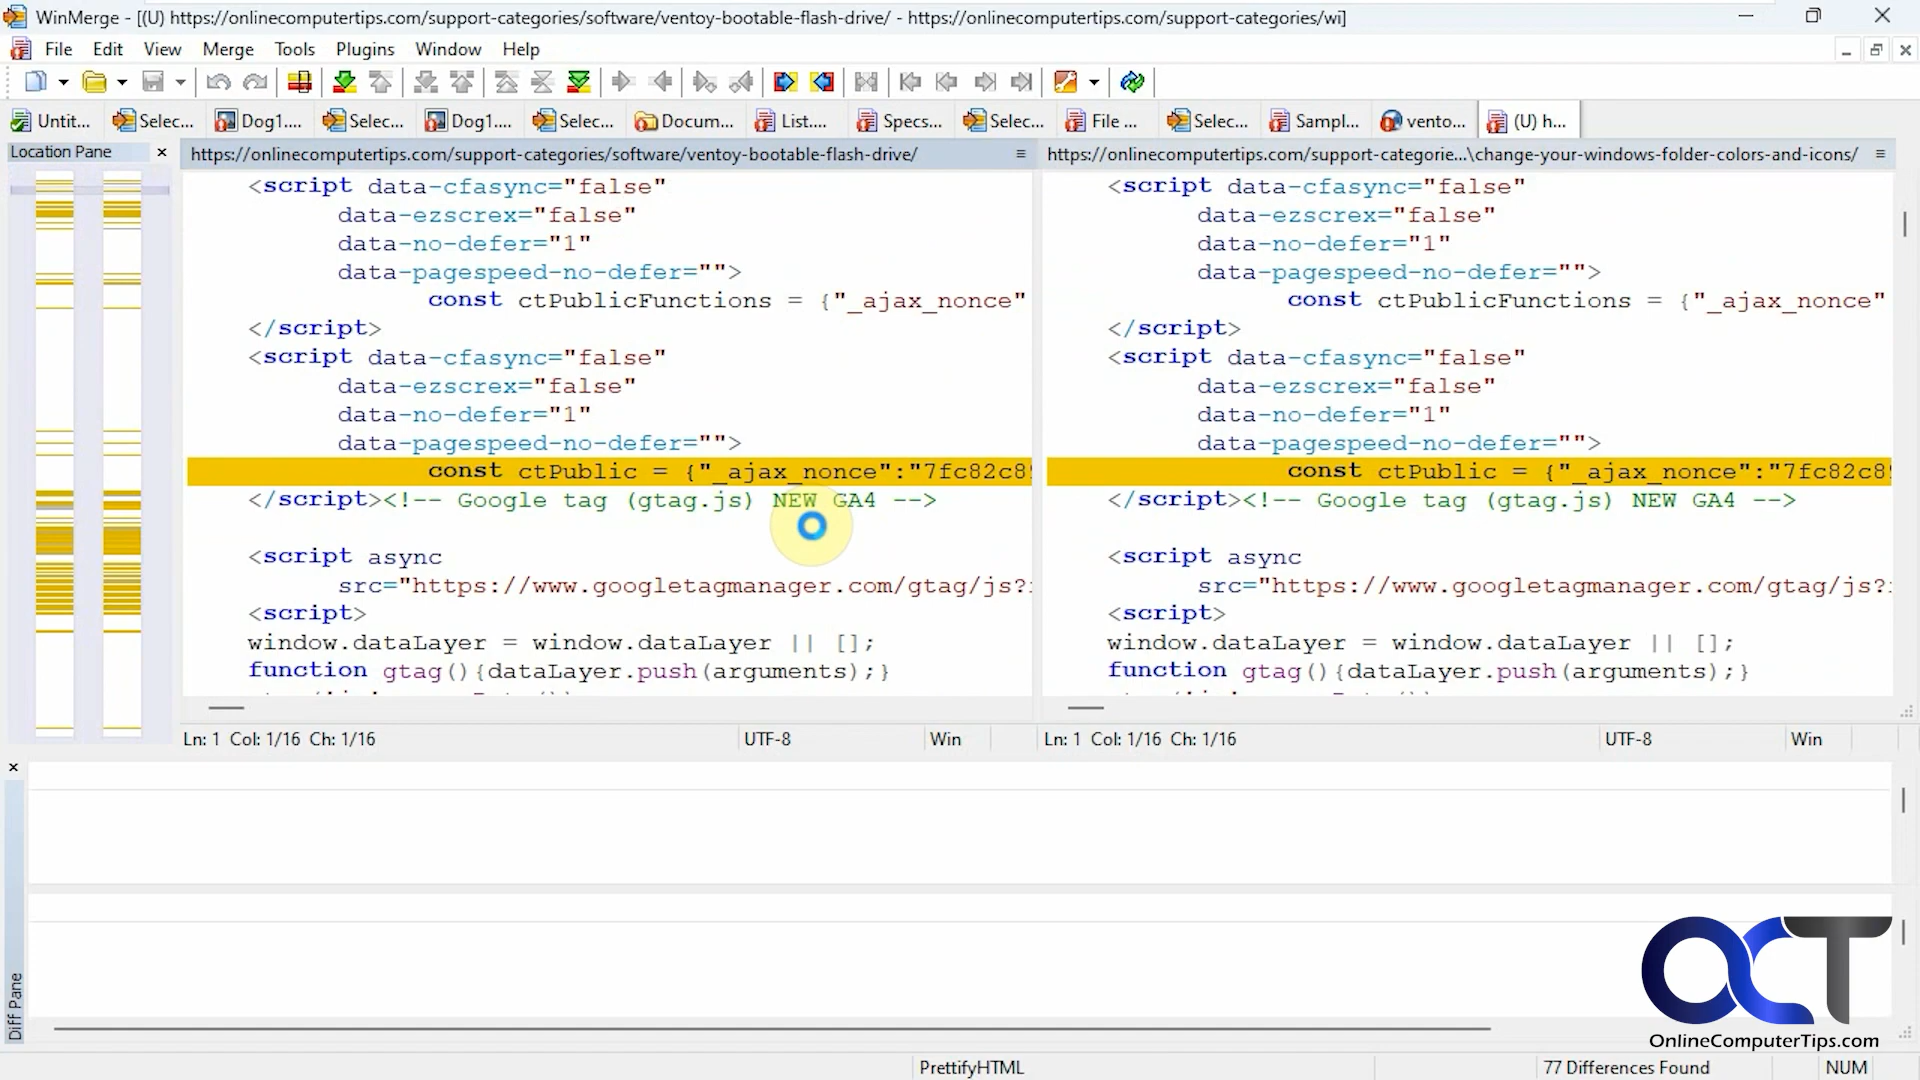 WinMerge - [(U) https://onlinecomputertips.com/support-categories/software/ventoy-bootable-flash-drive/ - https://onlinecomputertips.com/support-categories/wi]
File Edit View Merge Tools Plugins Window Help
Untit... Selec... Dog1.... Selec... Dog1.... Selec... Docum... List.... Specs... Selec... File ... Selec... Sampl... vento... (U) h...
Location Pane
https://onlinecomputertips.com/support-categories/software/ventoy-bootable-flash-drive/
<script data-cfasync="false"
data-ezscrex="false"
data-no-defer="1"
data-pagespeed-no-defer="">
const ctPublicFunctions = {"_ajax_nonce"
</script>
<script data-cfasync="false"
data-ezscrex="false"
data-no-defer="1"
data-pagespeed-no-defer="">
const ctPublic = {"_ajax_nonce":"7fc82c8
</script><!-- Google tag (gtag.js) NEW GA4 -->
<script async
src="https://www.googletagmanager.com/gtag/js?
<script>
window.dataLayer = window.dataLayer || [];
function gtag(){dataLayer.push(arguments);}
Ln: 1 Col: 1/16 Ch: 1/16 UTF-8 Win
https://onlinecomputertips.com/support-categorie...\change-your-windows-folder-colors-and-icons/
<script data-cfasync="false"
data-ezscrex="false"
data-no-defer="1"
data-pagespeed-no-defer="">
const ctPublicFunctions = {"_ajax_nonce"
</script>
<script data-cfasync="false"
data-ezscrex="false"
data-no-defer="1"
data-pagespeed-no-defer="">
const ctPublic = {"_ajax_nonce":"7fc82c8
</script><!-- Google tag (gtag.js) NEW GA4 -->
<script async
src="https://www.googletagmanager.com/gtag/js?
<script>
window.dataLayer = window.dataLayer || [];
function gtag(){dataLayer.push(arguments);}
Ln: 1 Col: 1/16 Ch: 1/16 UTF-8 Win
Diff Pane
OCT
OnlineComputerTips.com
PrettifyHTML 77 Differences Found NUM